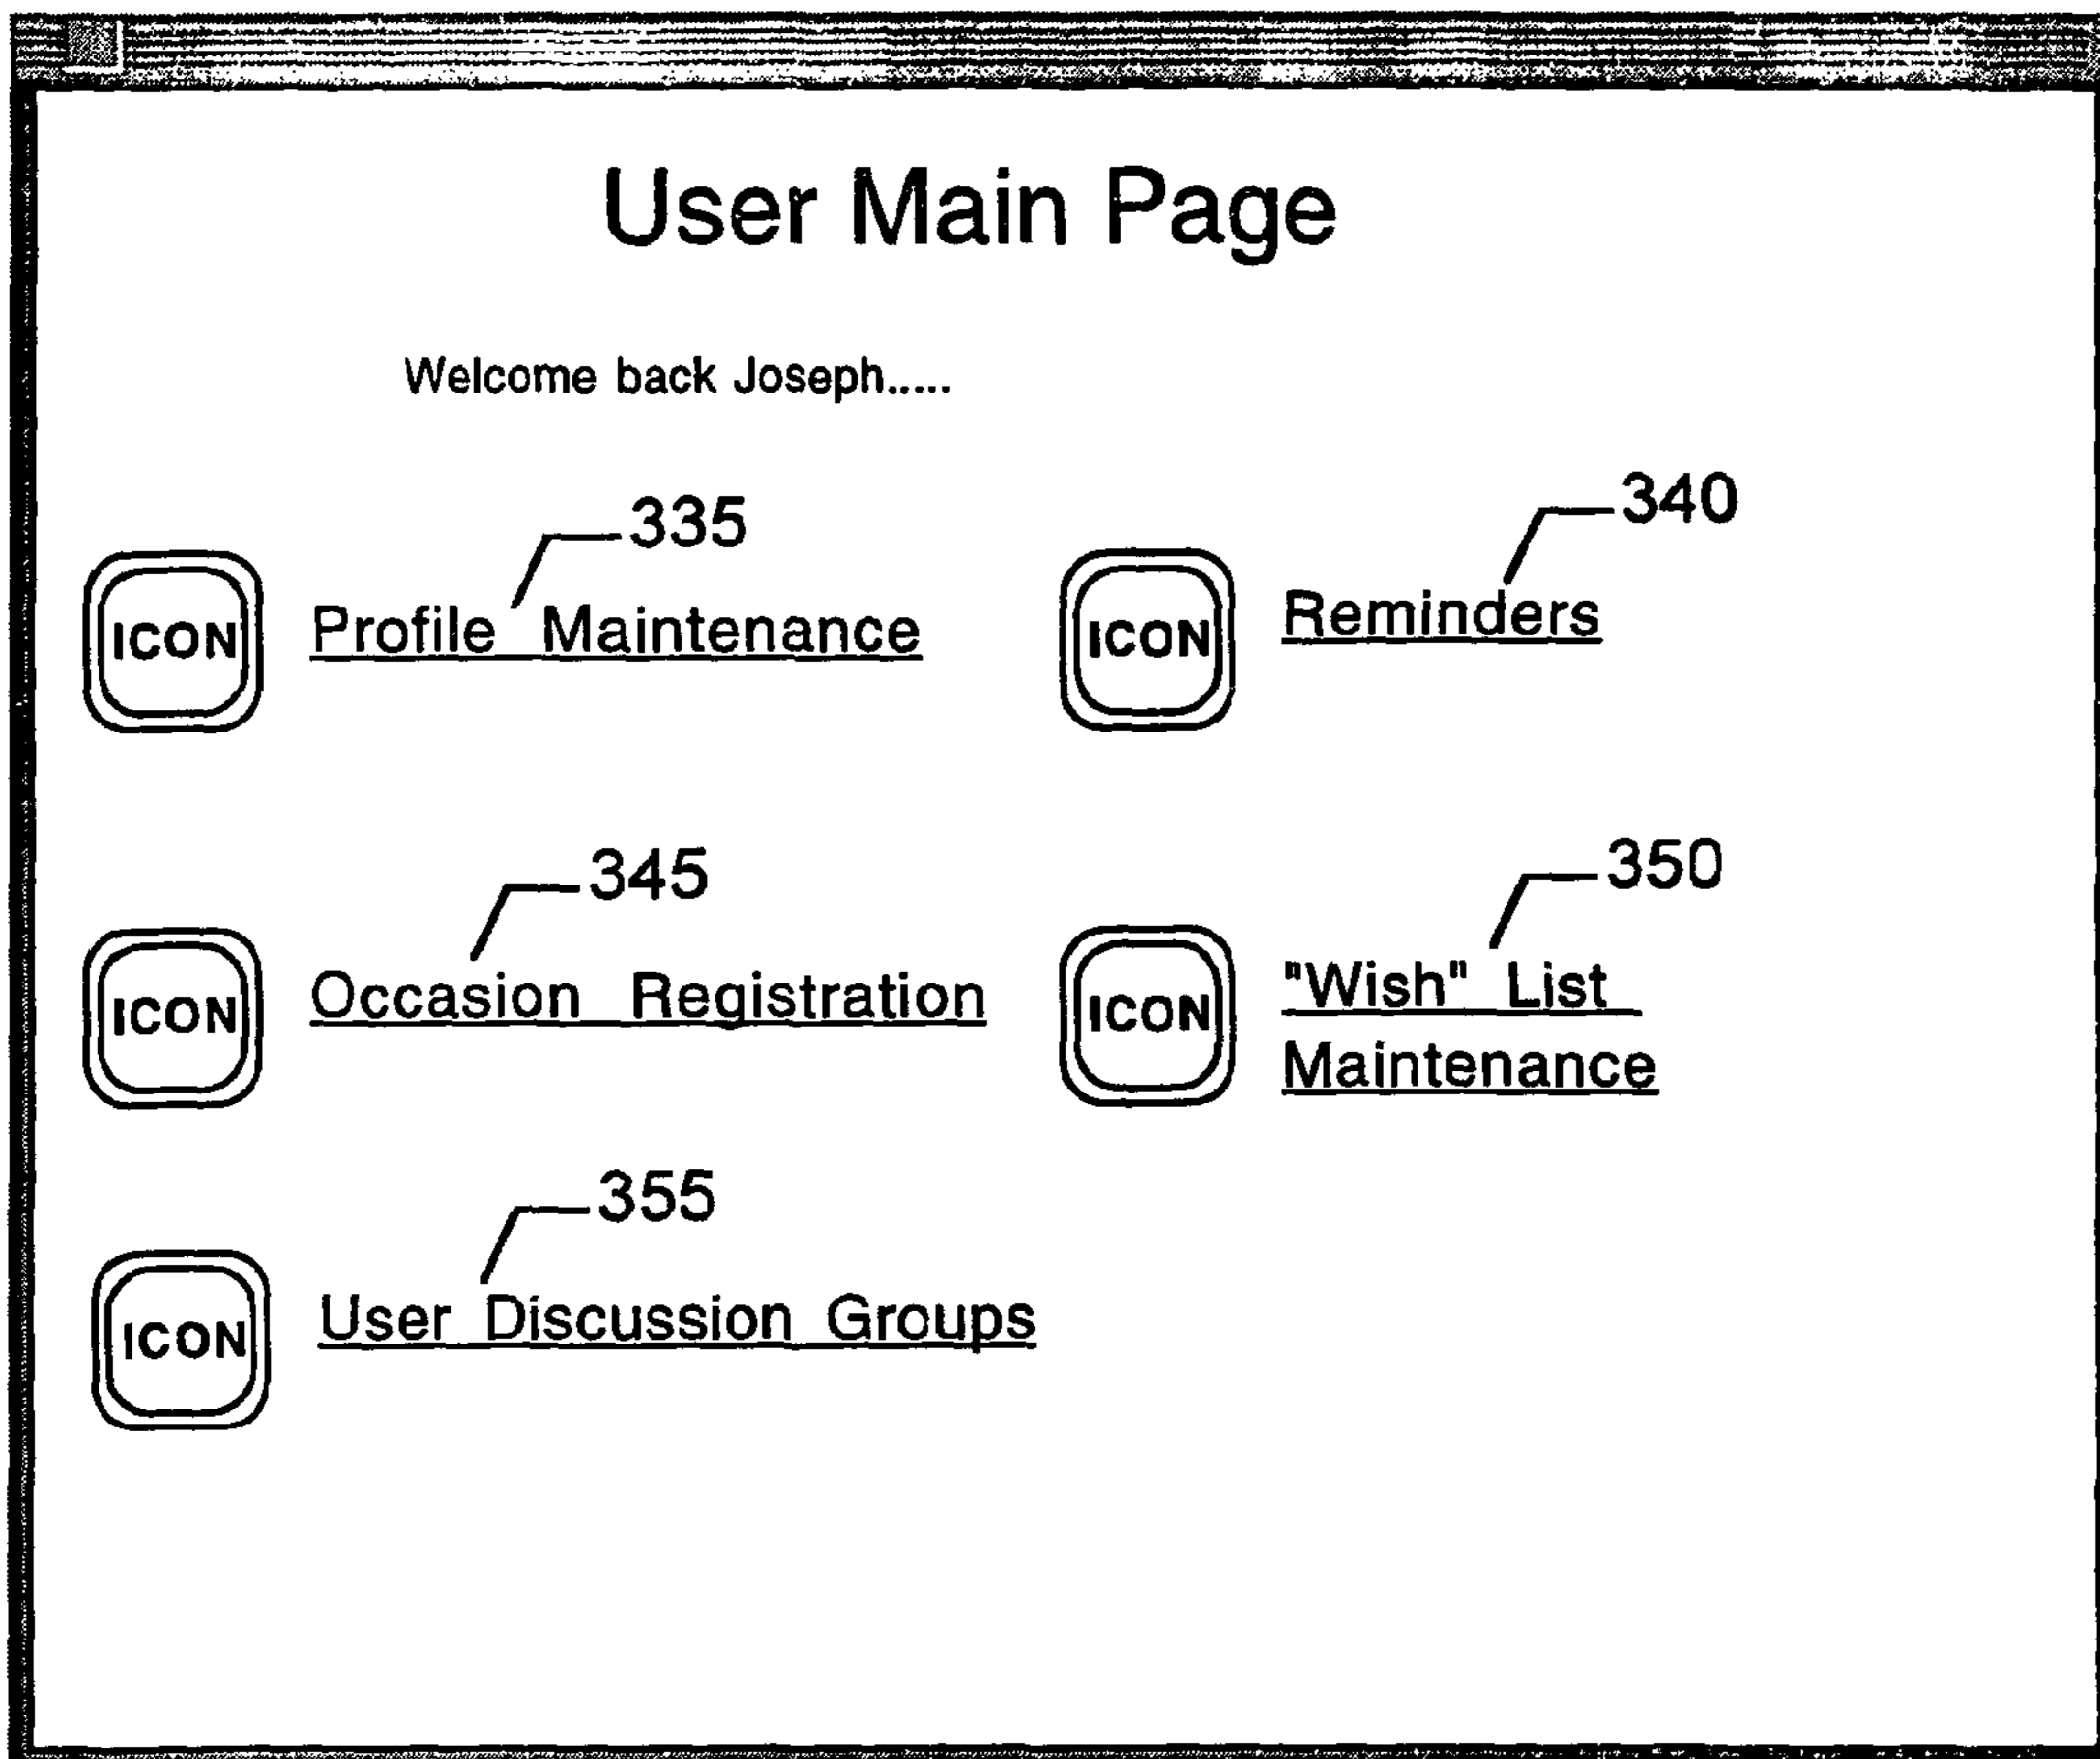 User Main Page
Welcome back Joseph.....
335
340
ICON Profile Maintenance
ICON Reminders
345
350
ICON Occasion Registration
ICON "Wish" List
Maintenance
355
ICON User Discussion Groups